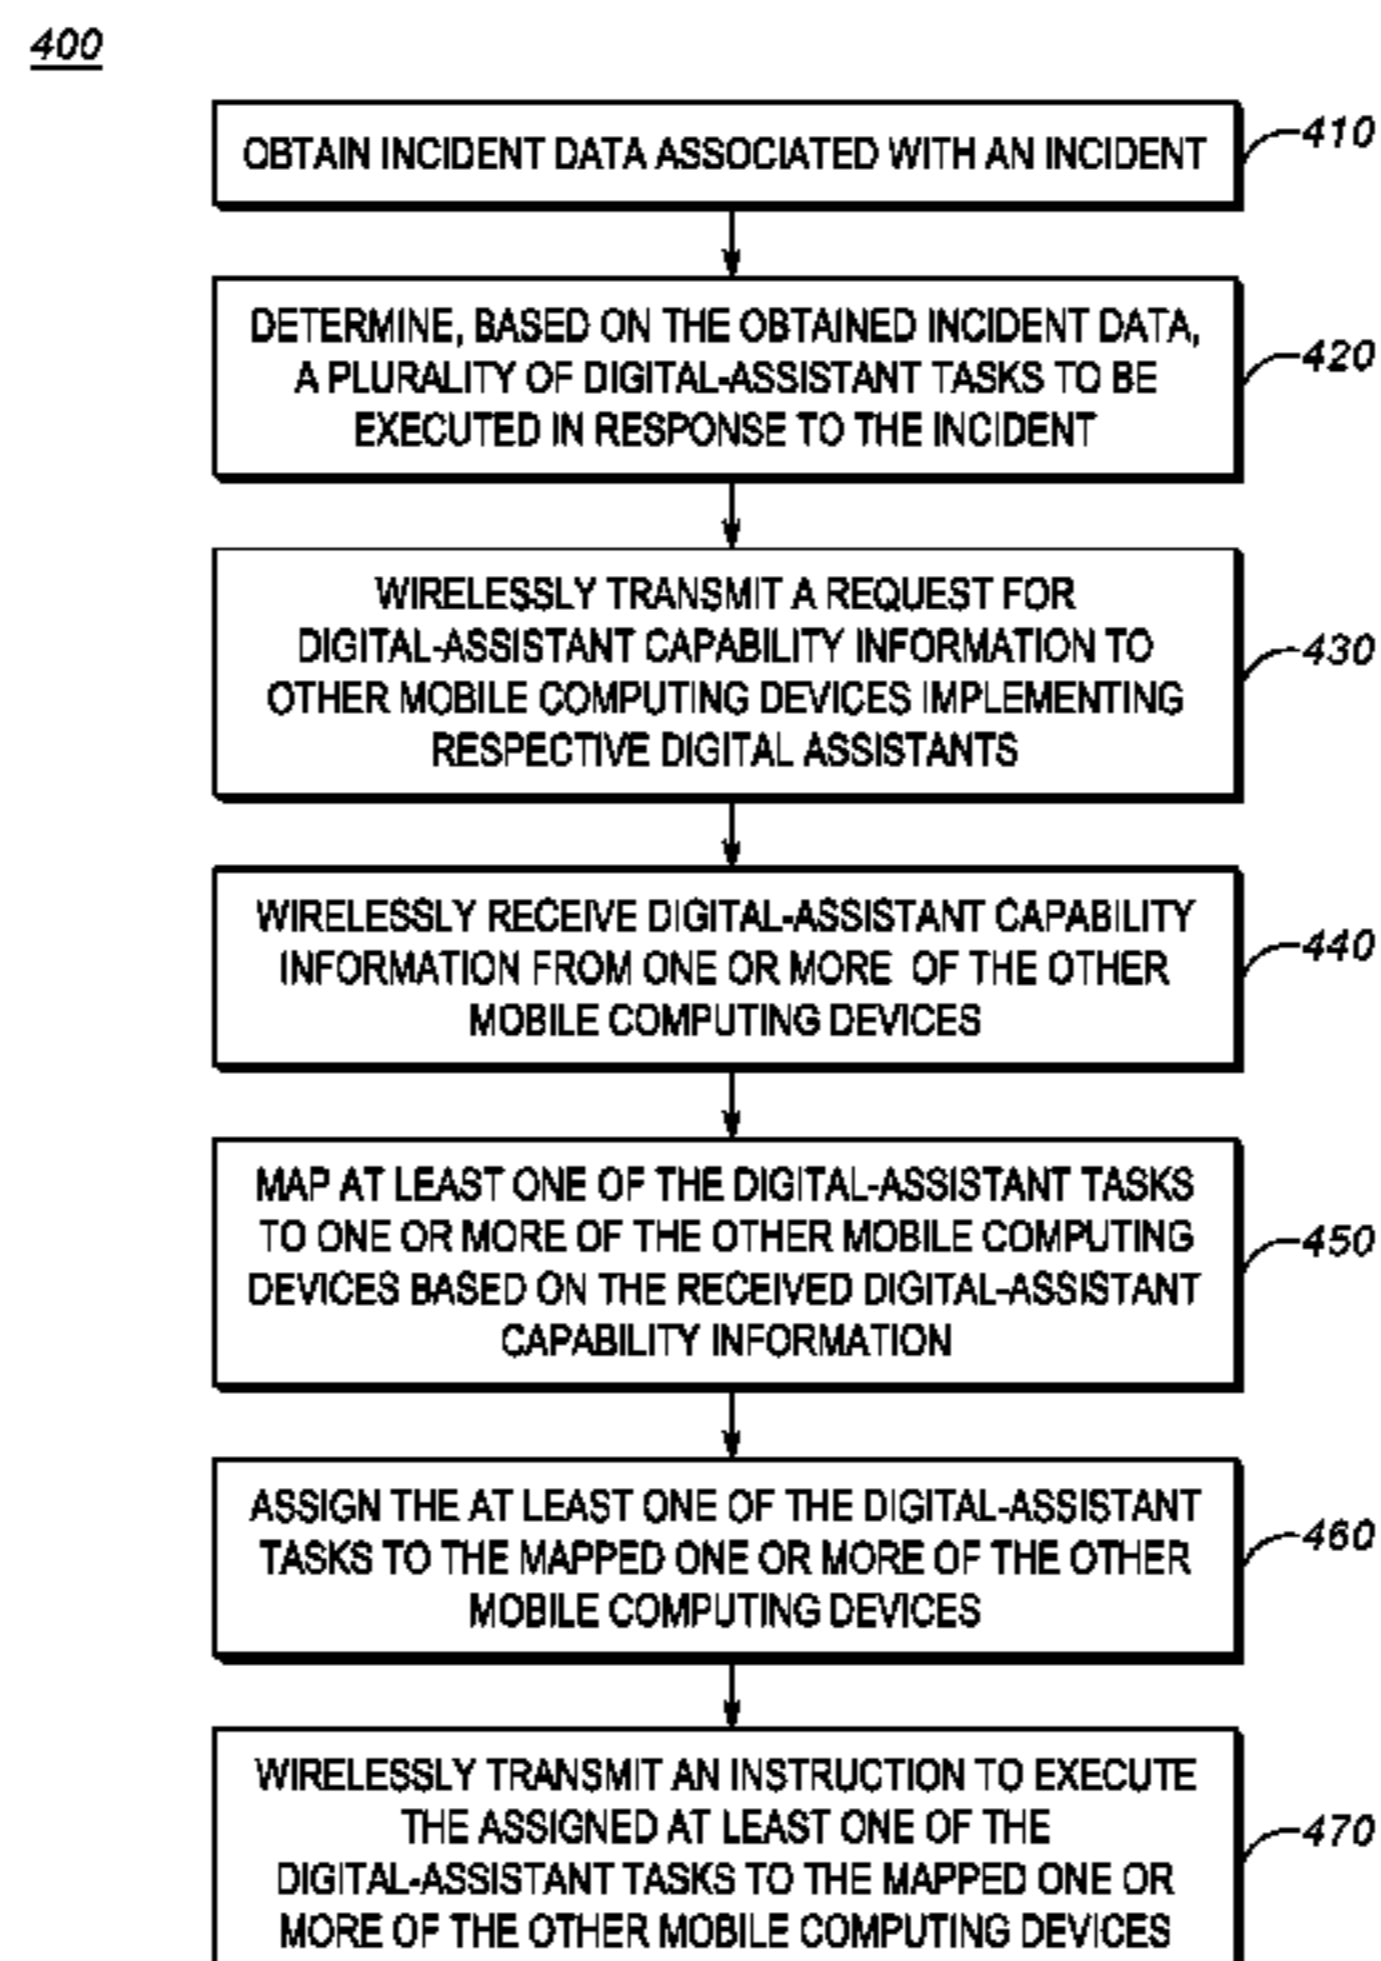 400
OBTAIN INCIDENT DATA ASSOCIATED WITH AN INCIDENT
410
DETERMINE, BASED ON THE OBTAINED INCIDENT DATA,
A PLURALITY OF DIGITAL-ASSISTANT TASKS TO BE
EXECUTED IN RESPONSE TO THE INCIDENT
420
WIRELESSLY TRANSMIT A REQUEST FOR
DIGITAL-ASSISTANT CAPABILITY INFORMATION TO
OTHER MOBILE COMPUTING DEVICES IMPLEMENTING
RESPECTIVE DIGITAL ASSISTANTS
430
WIRELESSLY RECEIVE DIGITAL-ASSISTANT CAPABILITY
INFORMATION FROM ONE OR MORE OF THE OTHER
MOBILE COMPUTING DEVICES
440
MAP AT LEAST ONE OF THE DIGITAL-ASSISTANT TASKS
TO ONE OR MORE OF THE OTHER MOBILE COMPUTING
DEVICES BASED ON THE RECEIVED DIGITAL-ASSISTANT
CAPABILITY INFORMATION
450
ASSIGN THE AT LEAST ONE OF THE DIGITAL-ASSISTANT
TASKS TO THE MAPPED ONE OR MORE OF THE OTHER
MOBILE COMPUTING DEVICES
460
WIRELESSLY TRANSMIT AN INSTRUCTION TO EXECUTE
THE ASSIGNED AT LEAST ONE OF THE
DIGITAL-ASSISTANT TASKS TO THE MAPPED ONE OR
MORE OF THE OTHER MOBILE COMPUTING DEVICES
470